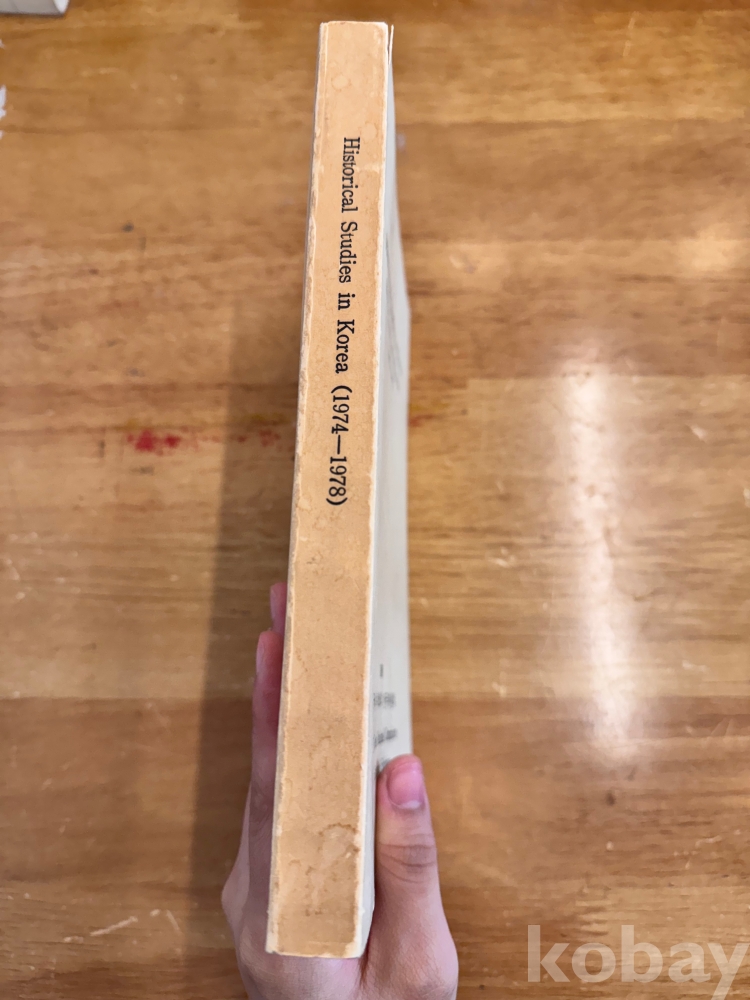 Historical Studies in Korea (1974—1978)
kobay